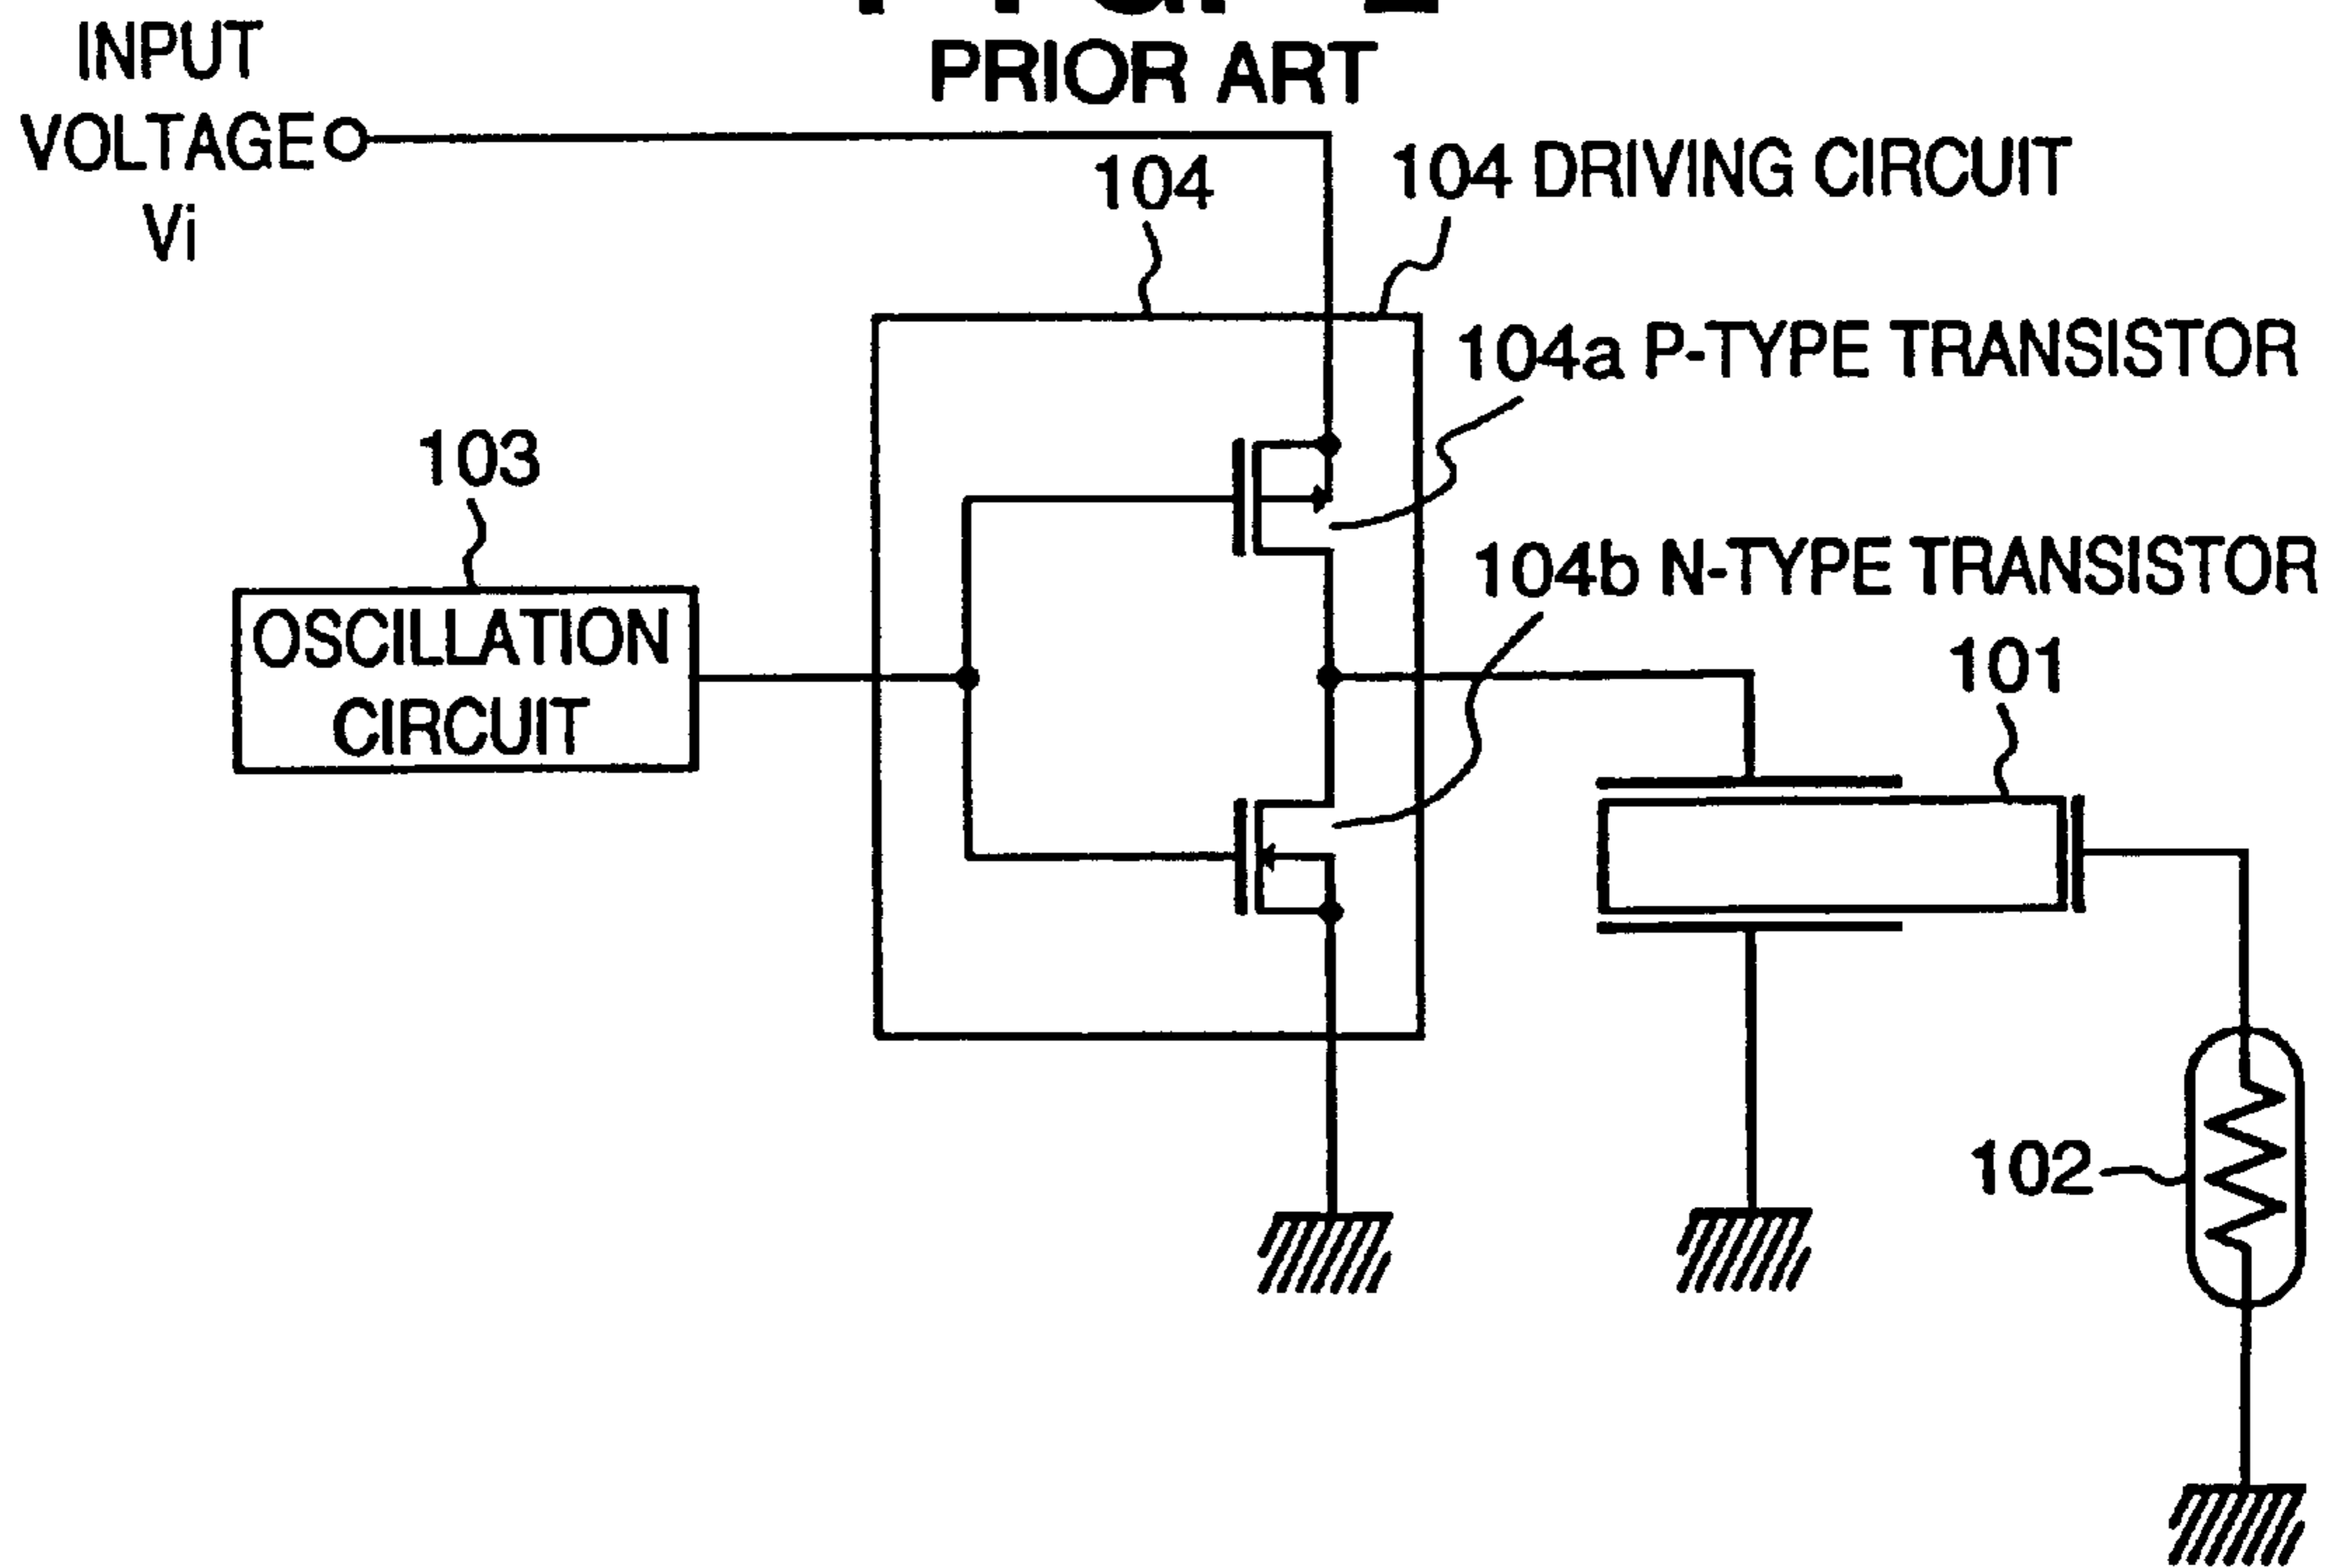 PRIOR ART
INPUT
VOLTAGE
Vi
104
104 DRIVING CIRCUIT
104a P-TYPE TRANSISTOR
103
104b N-TYPE TRANSISTOR
OSCILLATION
CIRCUIT
101
102